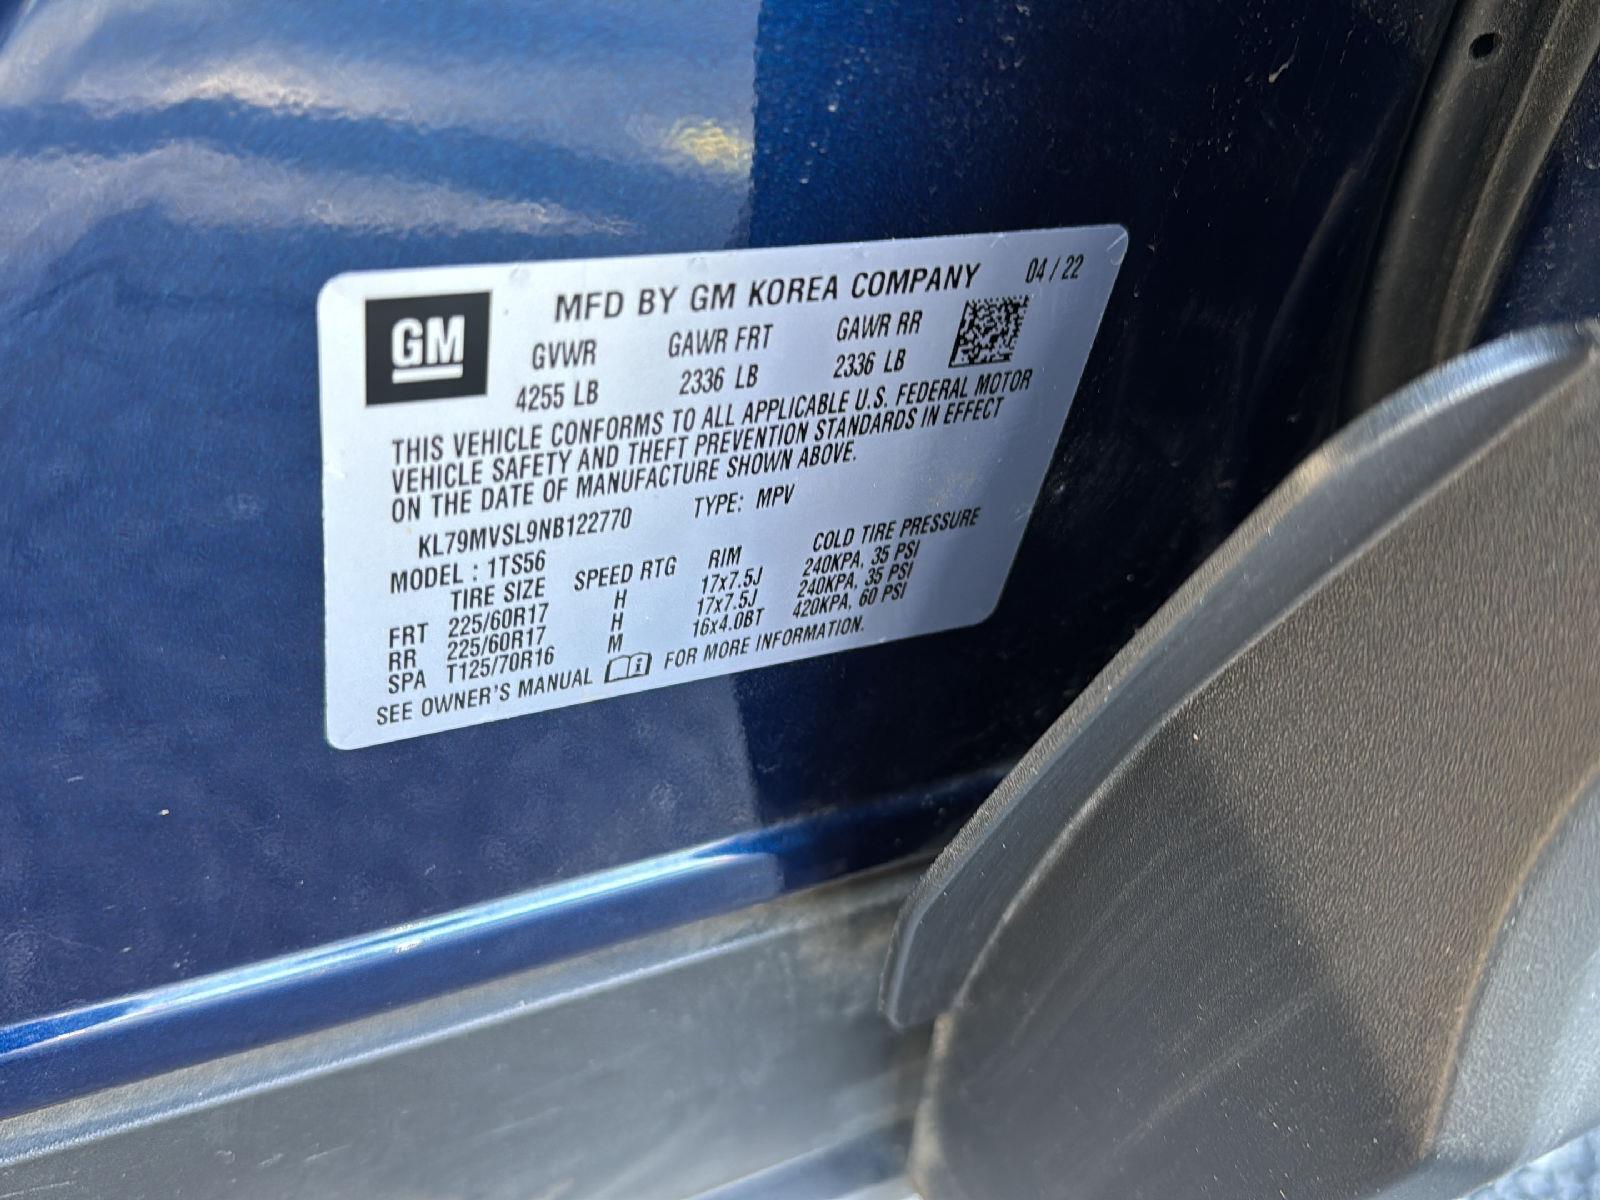 GM
MFD BY GM KOREA COMPANY 04 / 22
GVWR GAWR FRT GAWR RR
4255 LB 2336 LB 2336 LB
THIS VEHICLE CONFORMS TO ALL APPLICABLE U.S. FEDERAL MOTOR
VEHICLE SAFETY AND THEFT PREVENTION STANDARDS IN EFFECT
ON THE DATE OF MANUFACTURE SHOWN ABOVE.
KL79MVSL9NB122770 TYPE: MPV
MODEL : 1TS56
TIRE SIZE SPEED RTG RIM COLD TIRE PRESSURE
FRT 225/60R17 H 17x7.5J 240KPA, 35 PSI
RR 225/60R17 H 17x7.5J 240KPA, 35 PSI
SPA T125/70R16 M 16x4.0BT 420KPA, 60 PSI
SEE OWNER'S MANUAL FOR MORE INFORMATION.